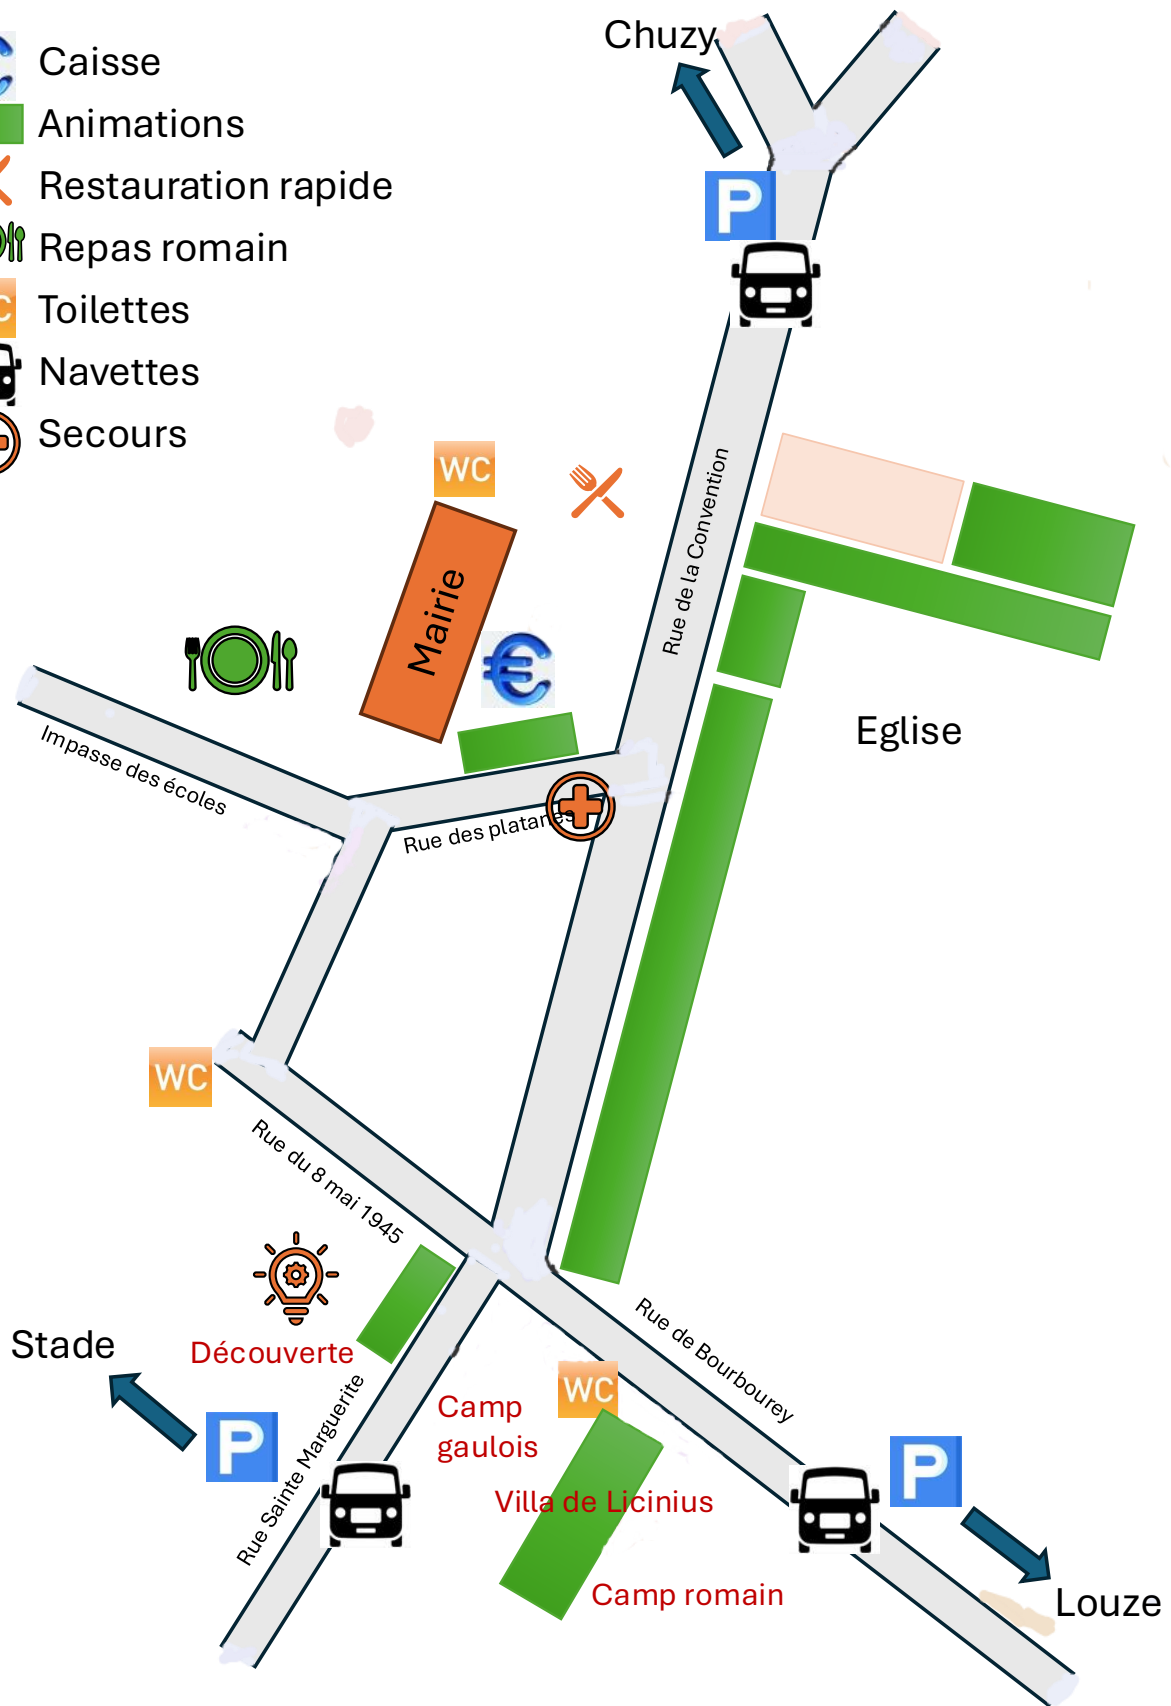 Chuzy
Caisse
Animations
Restauration rapide
Repas romain
Toilettes
Navettes
Secours
P
WC
Rue de la Convention
Mairie
Eglise
Impasse des écoles
Rue des platanes
WC
Rue du 8 mai 1945
Découverte
Stade
P
Rue Sainte Marguerite
Rue de Bourbourey
WC
Camp
gaulois
Villa de Licinius
P
Camp romain
Louze